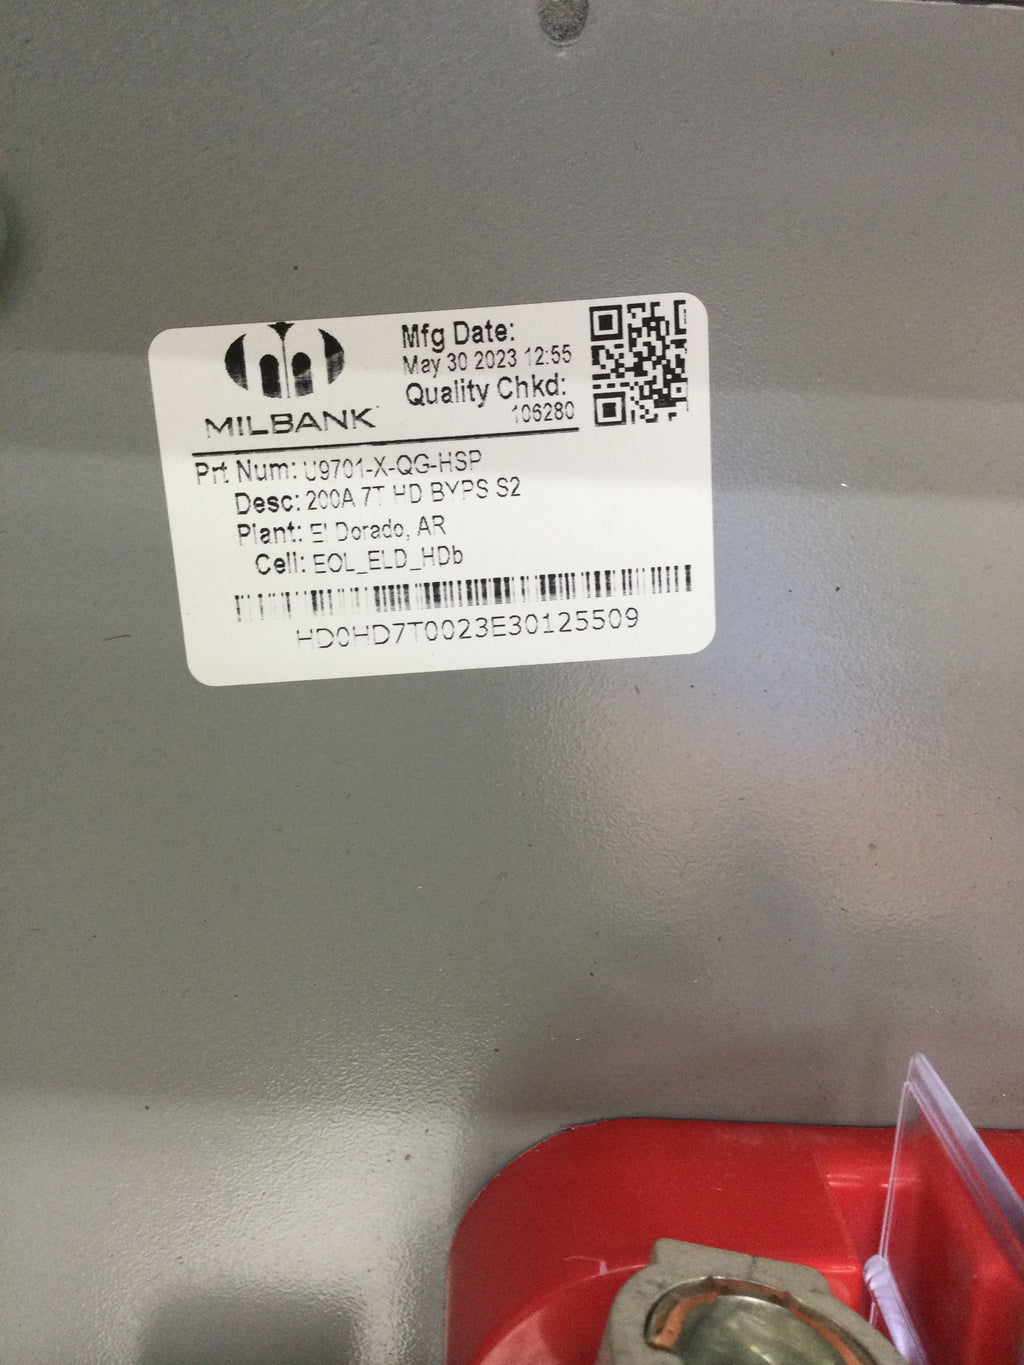 MILBANK
Mfg Date:
May 30 2023 12:55
Quality Chkd:
106280
Prt Num: U9701-X-QG-HSP
Desc: 200A 7T HD BYPS S2
Plant: El Dorado, AR
Cell: EOL_ELD_HDb
HD0HD7T0023E30125509